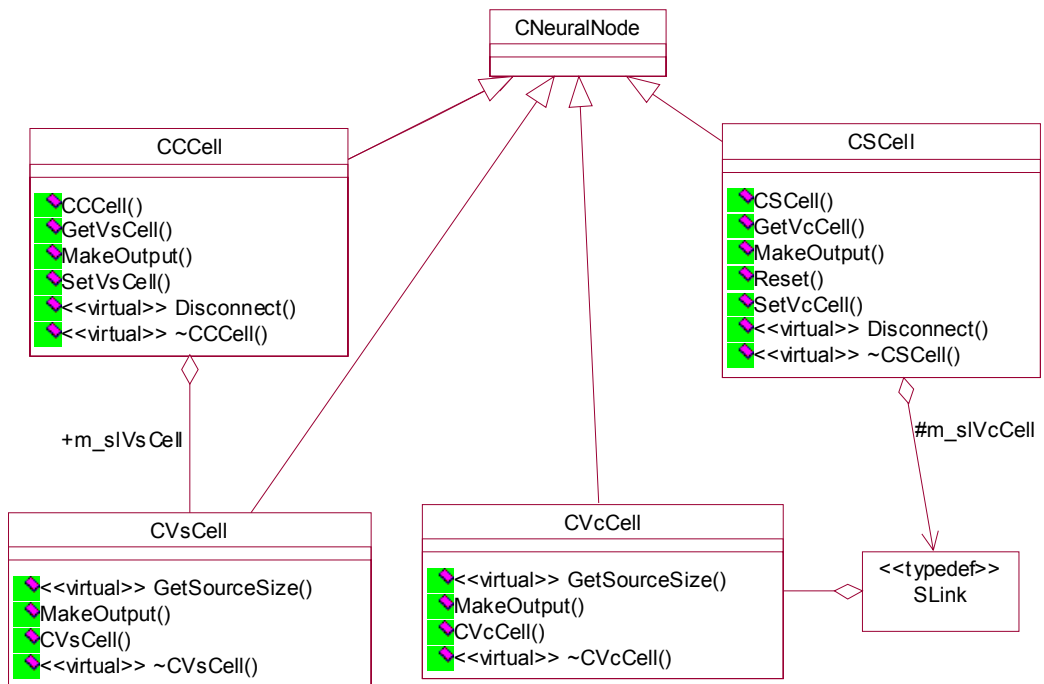 CNeuralNode
CCCell
CCCell()
GetVsCell()
MakeOutput()
SetVsCell()
<<virtual>> Disconnect()
<<virtual>> ~CCCell()
CSCell
CSCell()
GetVcCell()
MakeOutput()
Reset()
SetVcCell()
<<virtual>> Disconnect()
<<virtual>> ~CSCell()
+m_slVsCell
#m_slVcCell
CVsCell
<<virtual>> GetSourceSize()
MakeOutput()
CVsCell()
<<virtual>> ~CVsCell()
CVcCell
<<virtual>> GetSourceSize()
MakeOutput()
CVcCell()
<<virtual>> ~CVcCell()
<<typedef>>
SLink